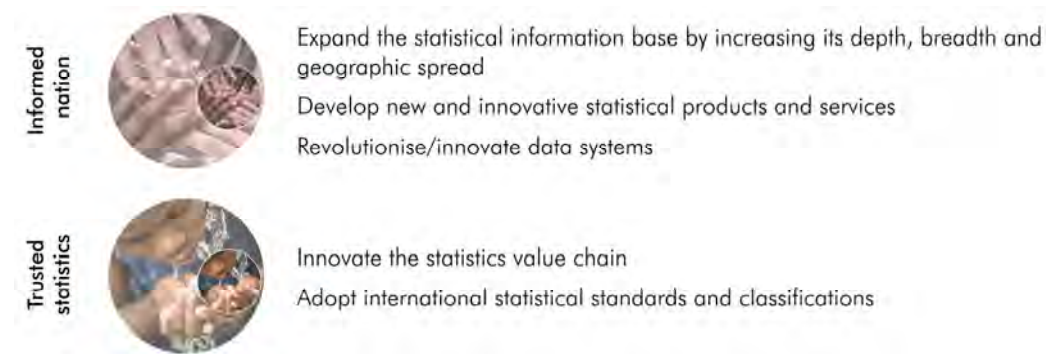 Informed
nation
Expand the statistical information base by increasing its depth, breadth and
geographic spread
Develop new and innovative statistical products and services
Revolutionise/innovate data systems
Trusted
statistics
Innovate the statistics value chain
Adopt international statistical standards and classifications